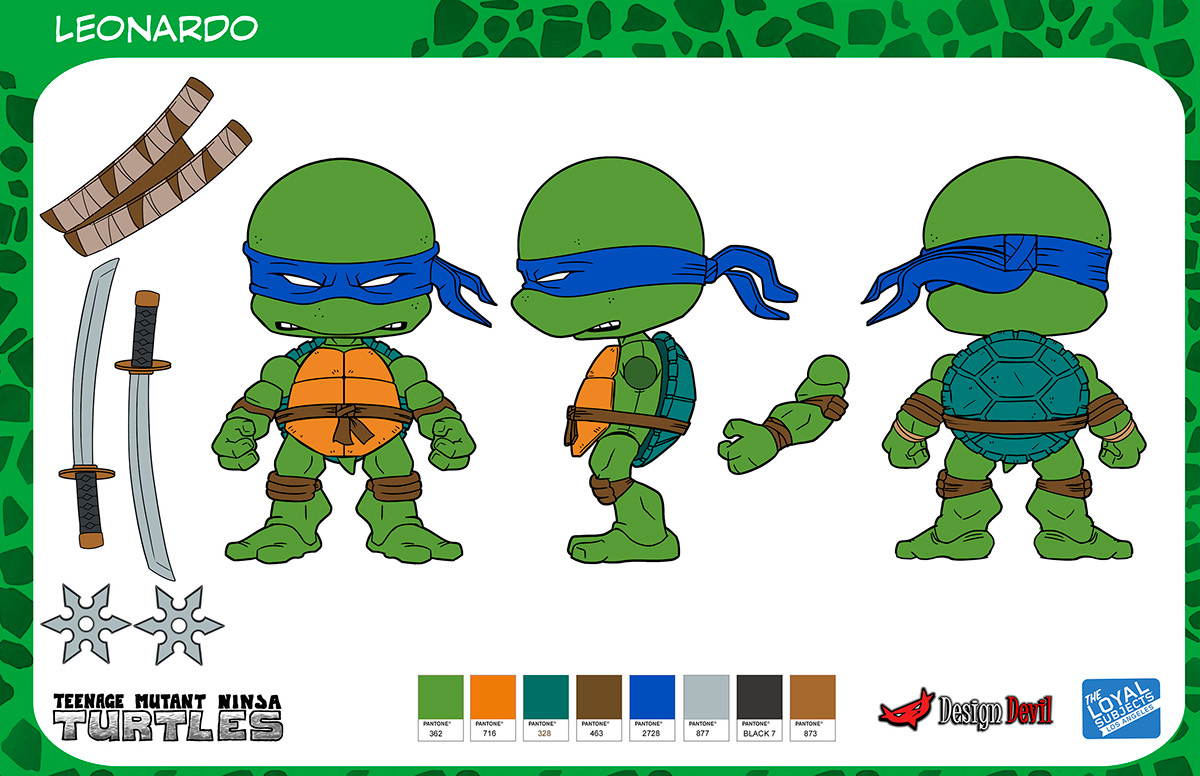 LEONARDO
TEENAGE MUTANT NINJA
TURTLES
PANTONE®
362
PANTONE®
716
PANTONE®
328
PANTONE®
463
PANTONE®
2728
PANTONE®
877
PANTONE®
BLACK 7
PANTONE®
873
Design Devil
THE
LOYAL
SUBJECTS
LOS ANGELES